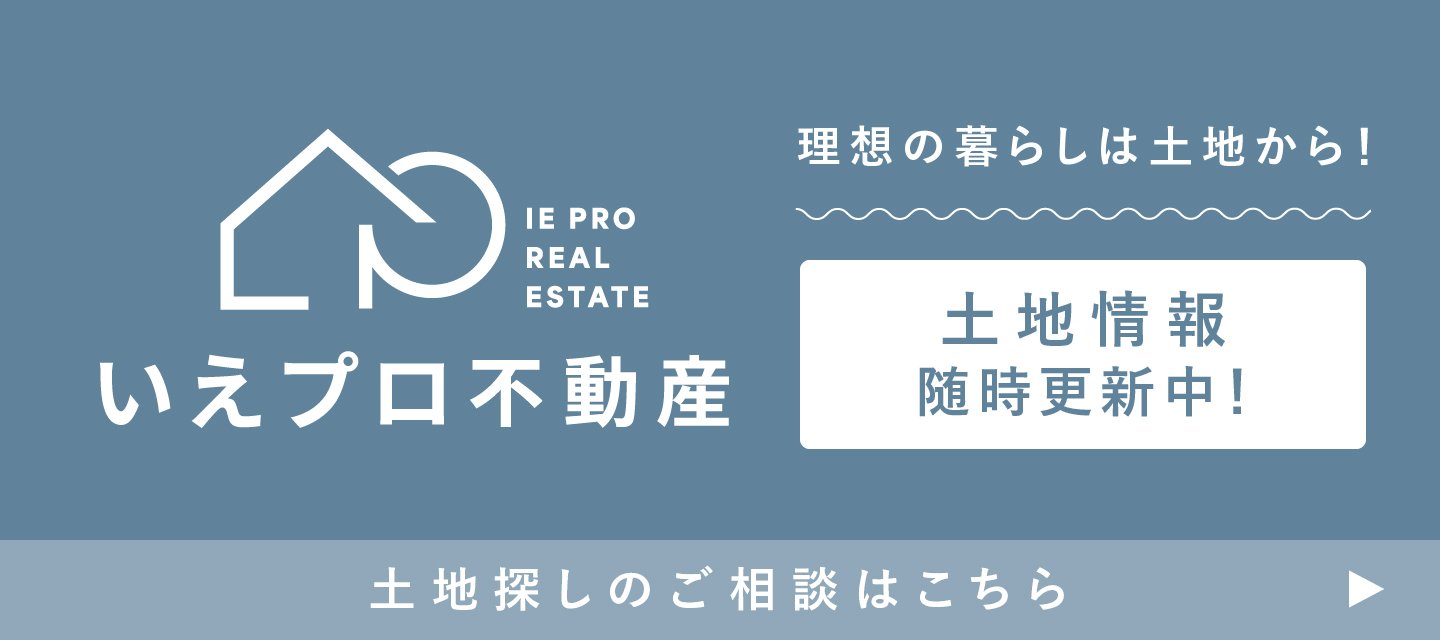 IE PRO
REAL
ESTATE
いえプロ不動産
理想の暮らしは土地から！
土地情報
随時更新中！
土地探しのご相談はこちら